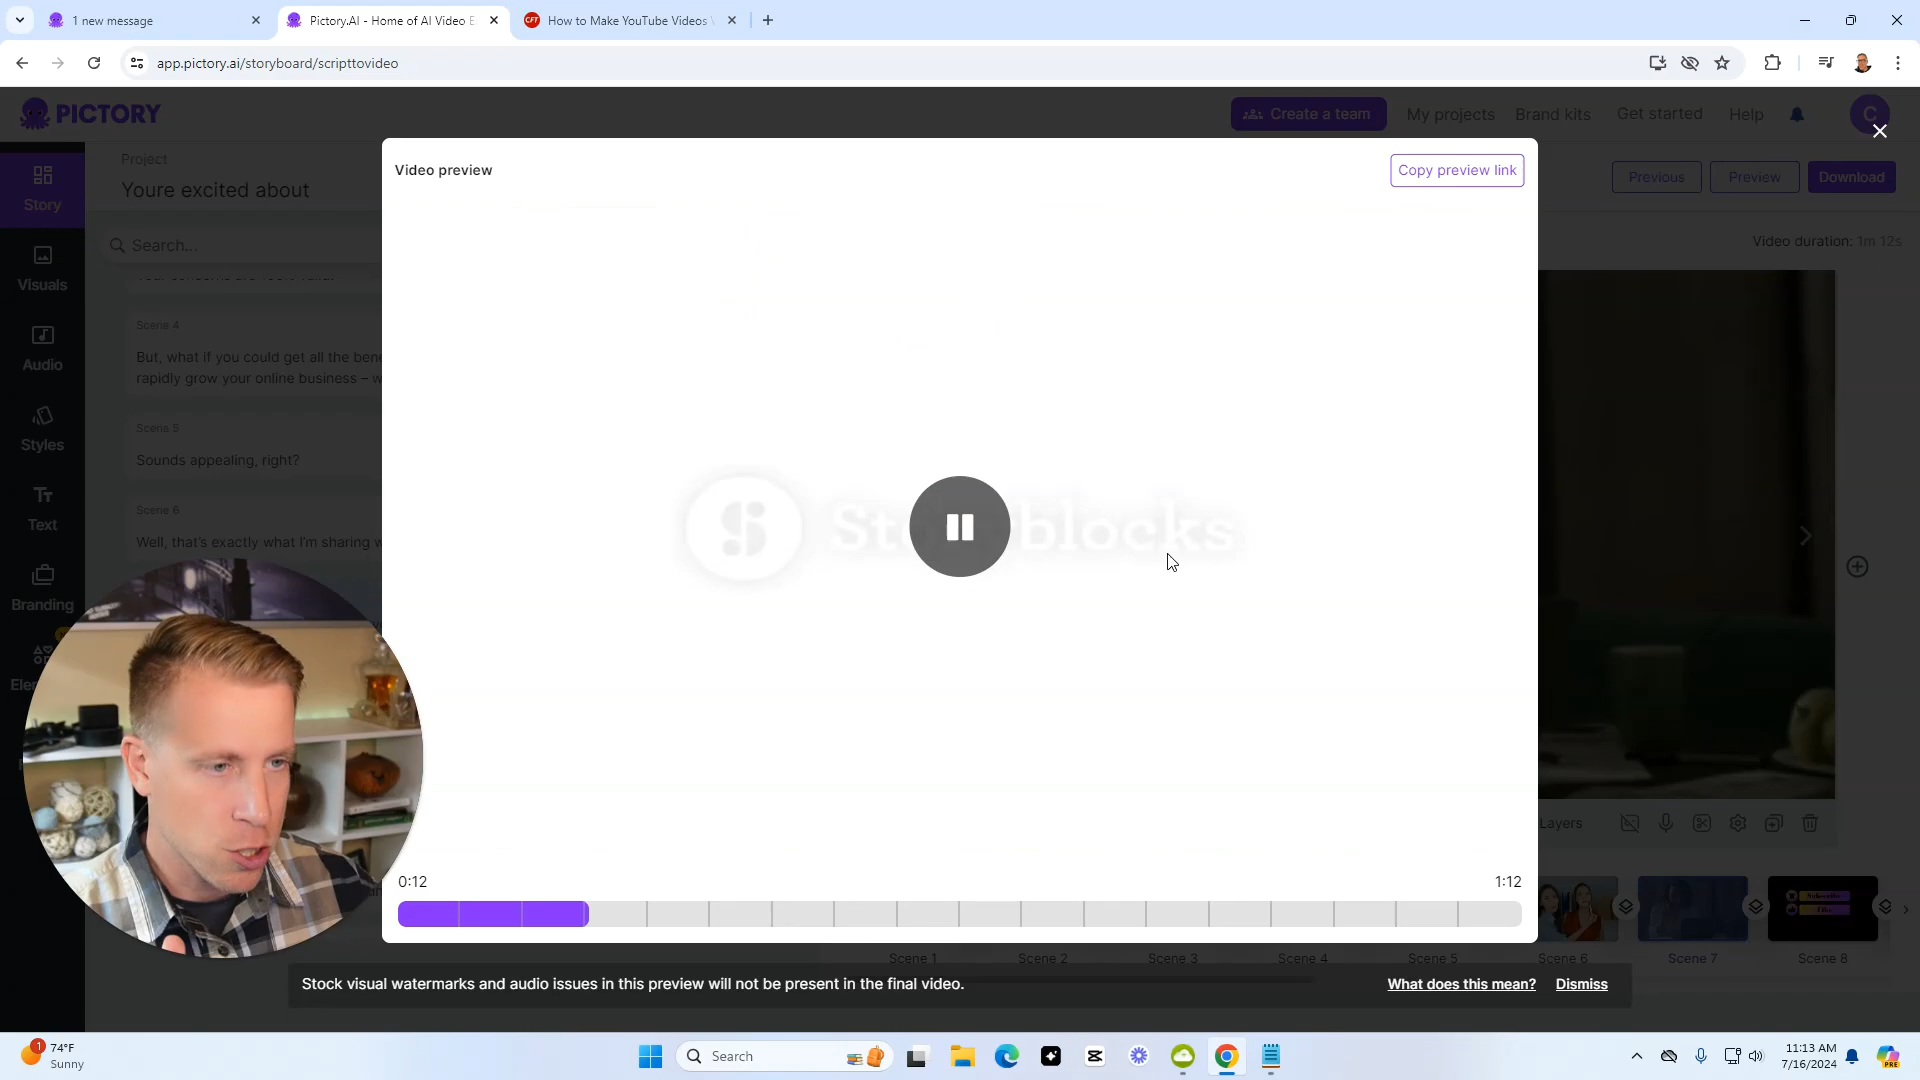 1 new message
Pictory.AI - Home of AI Video E
CFT How to Make YouTube Videos
app.pictory.ai/storyboard/scripttovideo
PICTORY
Create a team
My projects
Brand kits
Get started
Help
C
Project
Youre excited about
Previous
Preview
Download
Video preview
Copy preview link
Story
Search...
Video duration: 1m 12s
Visuals
Scene 4
But, what if you could get all the bene
rapidly grow your online business – w
Audio
Scene 5
Sounds appealing, right?
Styles
Scene 6
Well, that's exactly what I'm sharing w
Text
Branding
0:12
1:12
Layers
Subscribe
Scene 1
Scene 2
Scene 3
Scene 4
Scene 5
Scene 6
Scene 7
Scene 8
Stock visual watermarks and audio issues in this preview will not be present in the final video.
What does this mean?
Dismiss
1
74°F
Sunny
Search
11:13 AM
7/16/2024
PRE